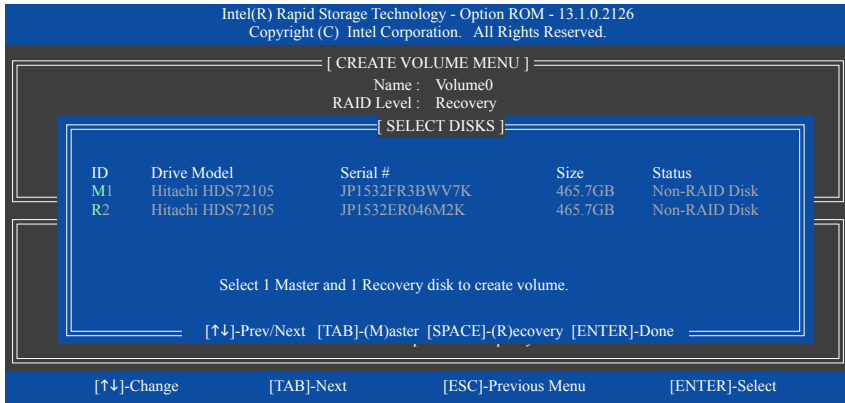 Intel(R) Rapid Storage Technology - Option ROM - 13.1.0.2126
Copyright (C) Intel Corporation. All Rights Reserved.
[ CREATE VOLUME MENU ]
Name : Volume0
RAID Level : Recovery
[ SELECT DISKS ]
ID Drive Model Serial # Size Status
M1 Hitachi HDS72105 JP1532FR3BWV7K 465.7GB Non-RAID Disk
R2 Hitachi HDS72105 JP1532ER046M2K 465.7GB Non-RAID Disk
Select 1 Master and 1 Recovery disk to create volume.
[↑↓]-Prev/Next [TAB]-(M)aster [SPACE]-(R)ecovery [ENTER]-Done
[↑↓]-Change [TAB]-Next [ESC]-Previous Menu [ENTER]-Select